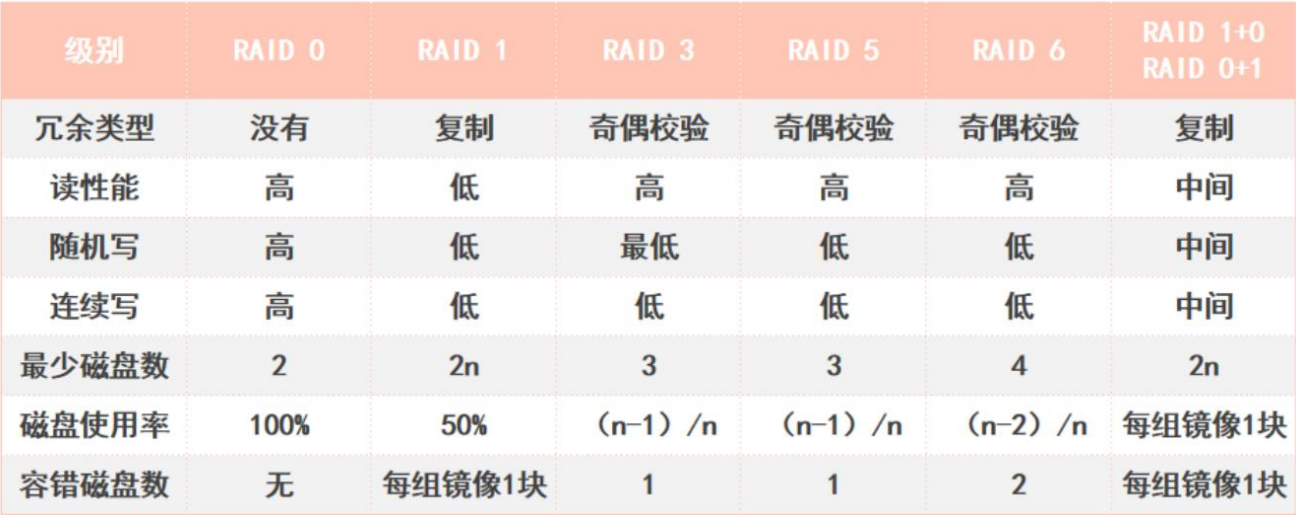 级别 RAID 0 RAID 1 RAID 3 RAID 5 RAID 6 RAID 1+0
RAID 0+1
冗余类型 没有 复制 奇偶校验 奇偶校验 奇偶校验 复制
读性能 高 低 高 高 高 中间
随机写 高 低 最低 低 低 中间
连续写 高 低 低 低 低 中间
最少磁盘数 2 2n 3 3 4 2n
磁盘使用率 100% 50% （n-1）/n （n-1）/n （n-2）/n 每组镜像1块
容错磁盘数 无 每组镜像1块 1 1 2 每组镜像1块